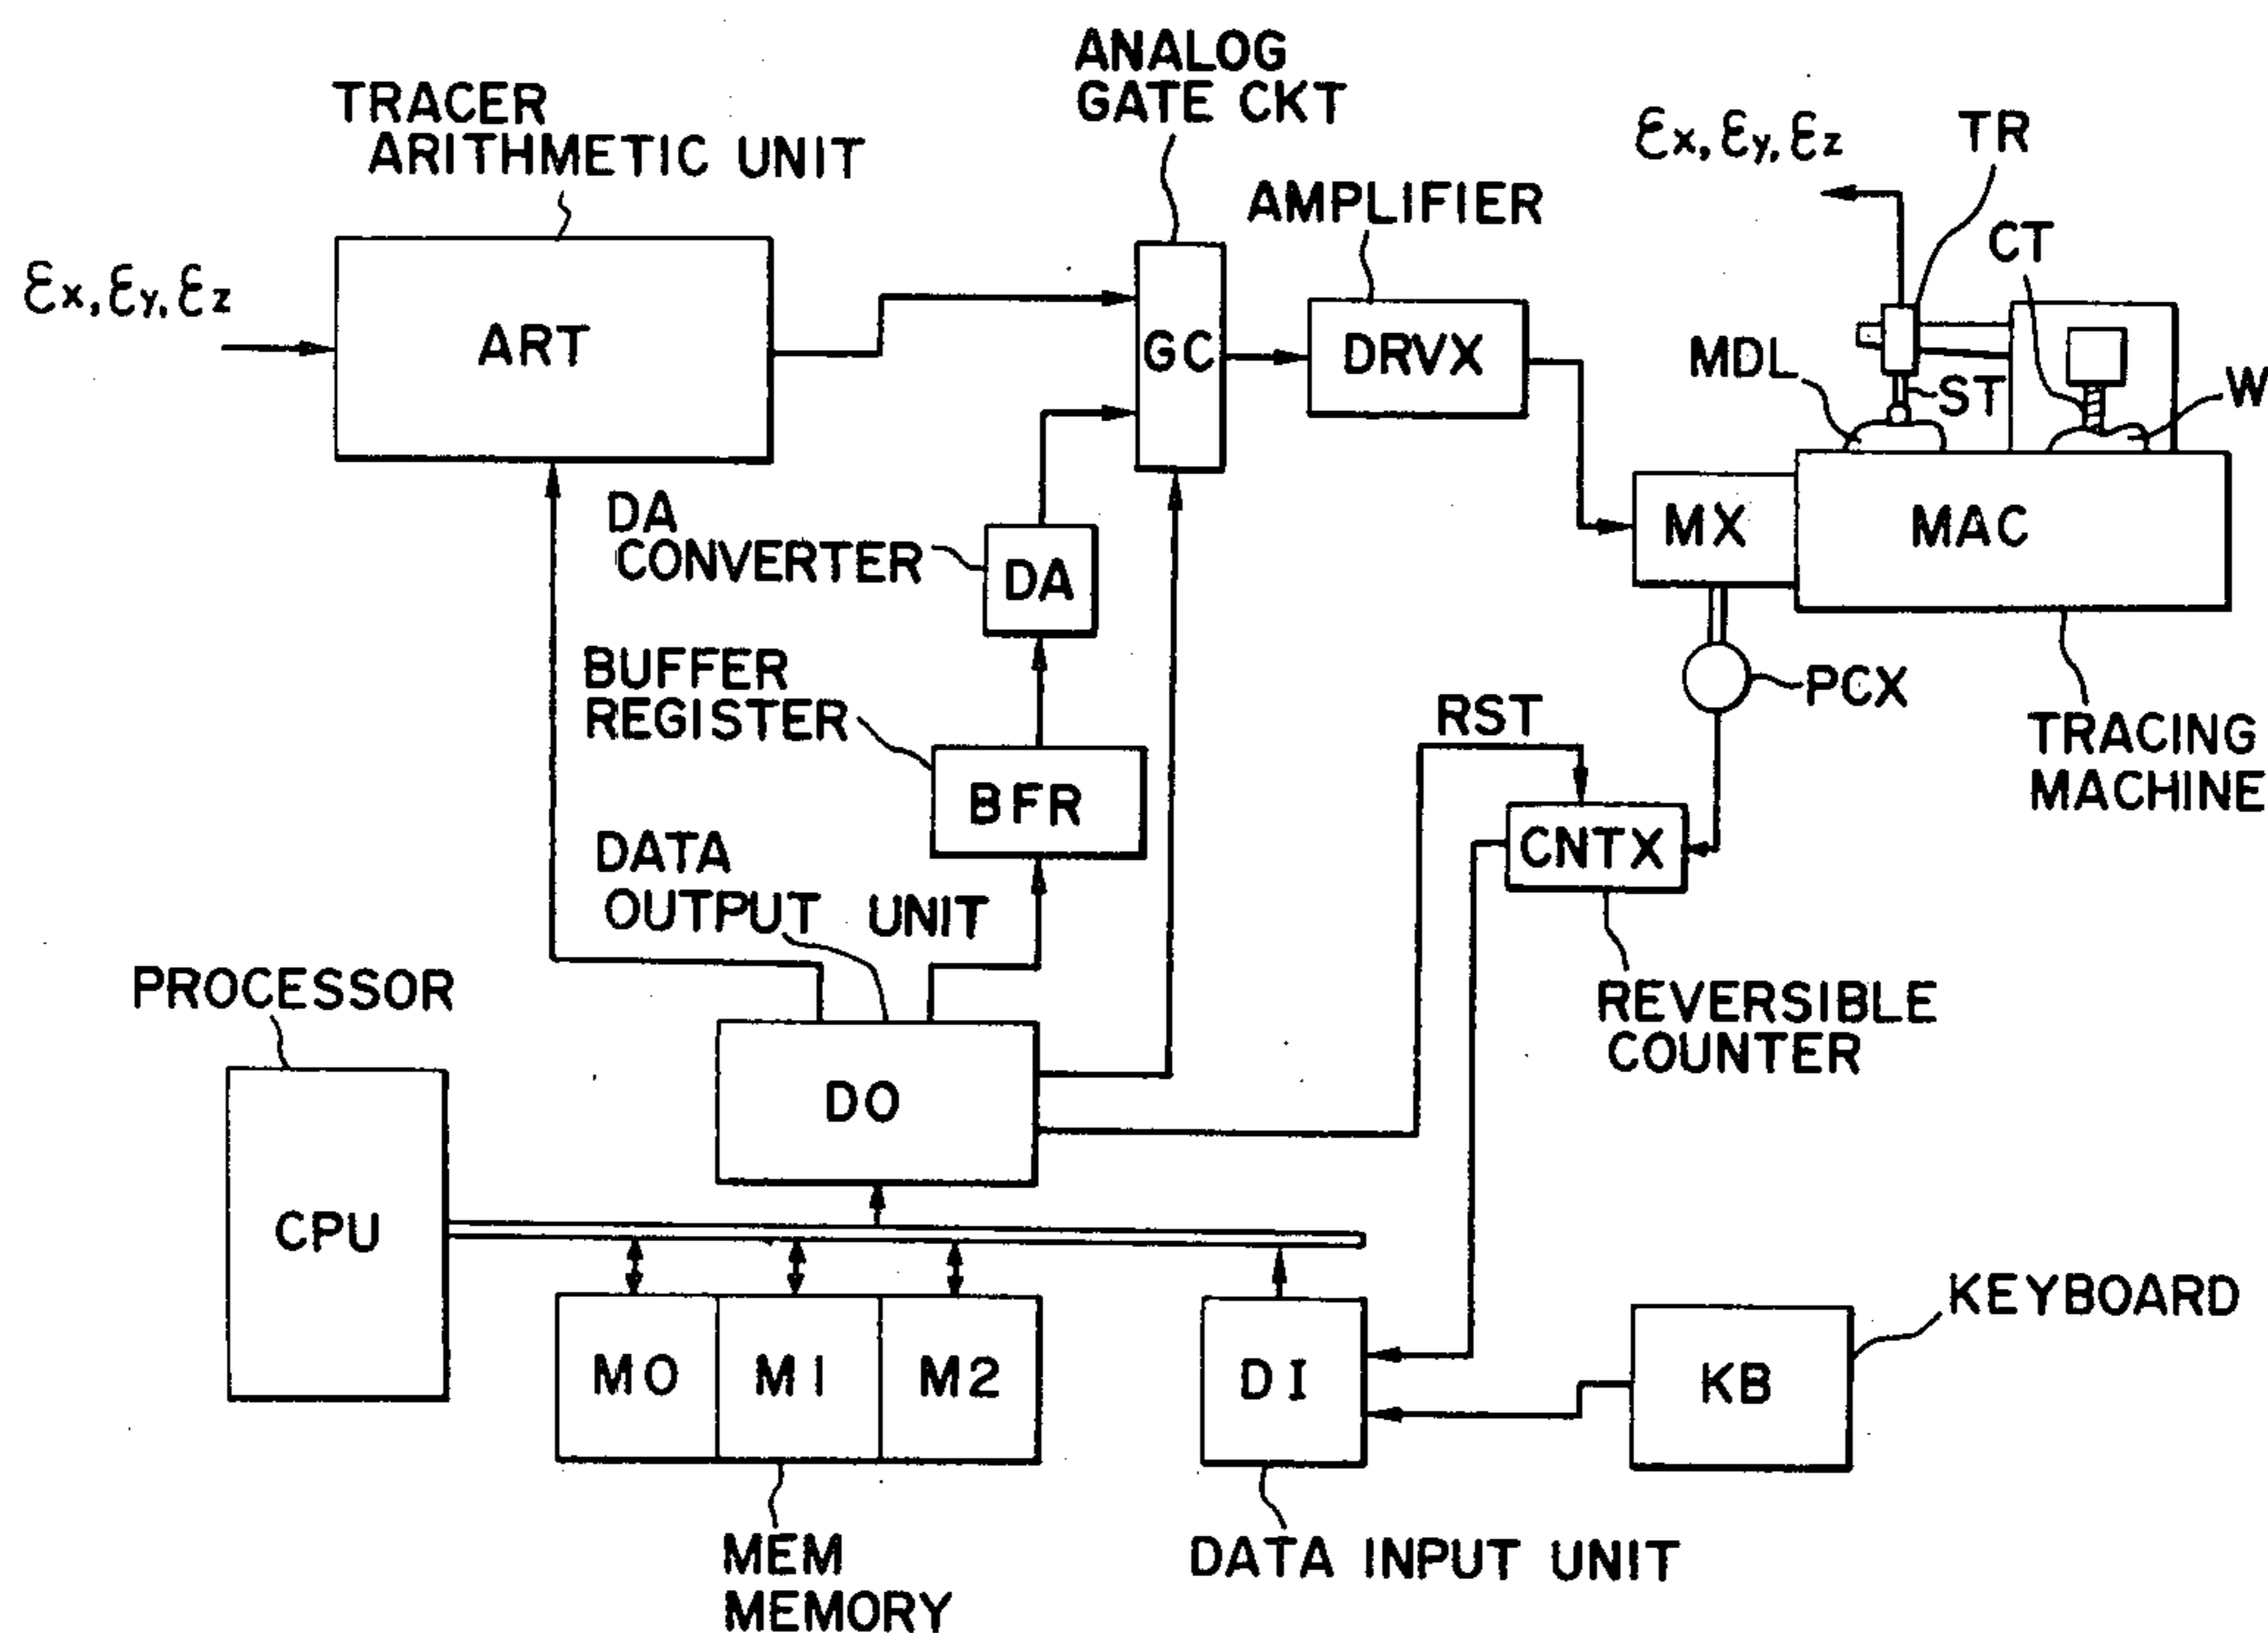 ANALOG
GATE CKT
TRACER
ARITHMETIC UNIT
εx, εy, εz
TR
AMPLIFIER
CT
εx, εy, εz
ART
GC
DRVX
MDL
ST
W
DA
CONVERTER
DA
MX
MAC
BUFFER
REGISTER
PCX
RST
TRACING
MACHINE
BFR
CNTX
DATA
OUTPUT UNIT
PROCESSOR
REVERSIBLE
COUNTER
DO
CPU
KEYBOARD
M0
M1
M2
DI
KB
MEM
MEMORY
DATA INPUT UNIT